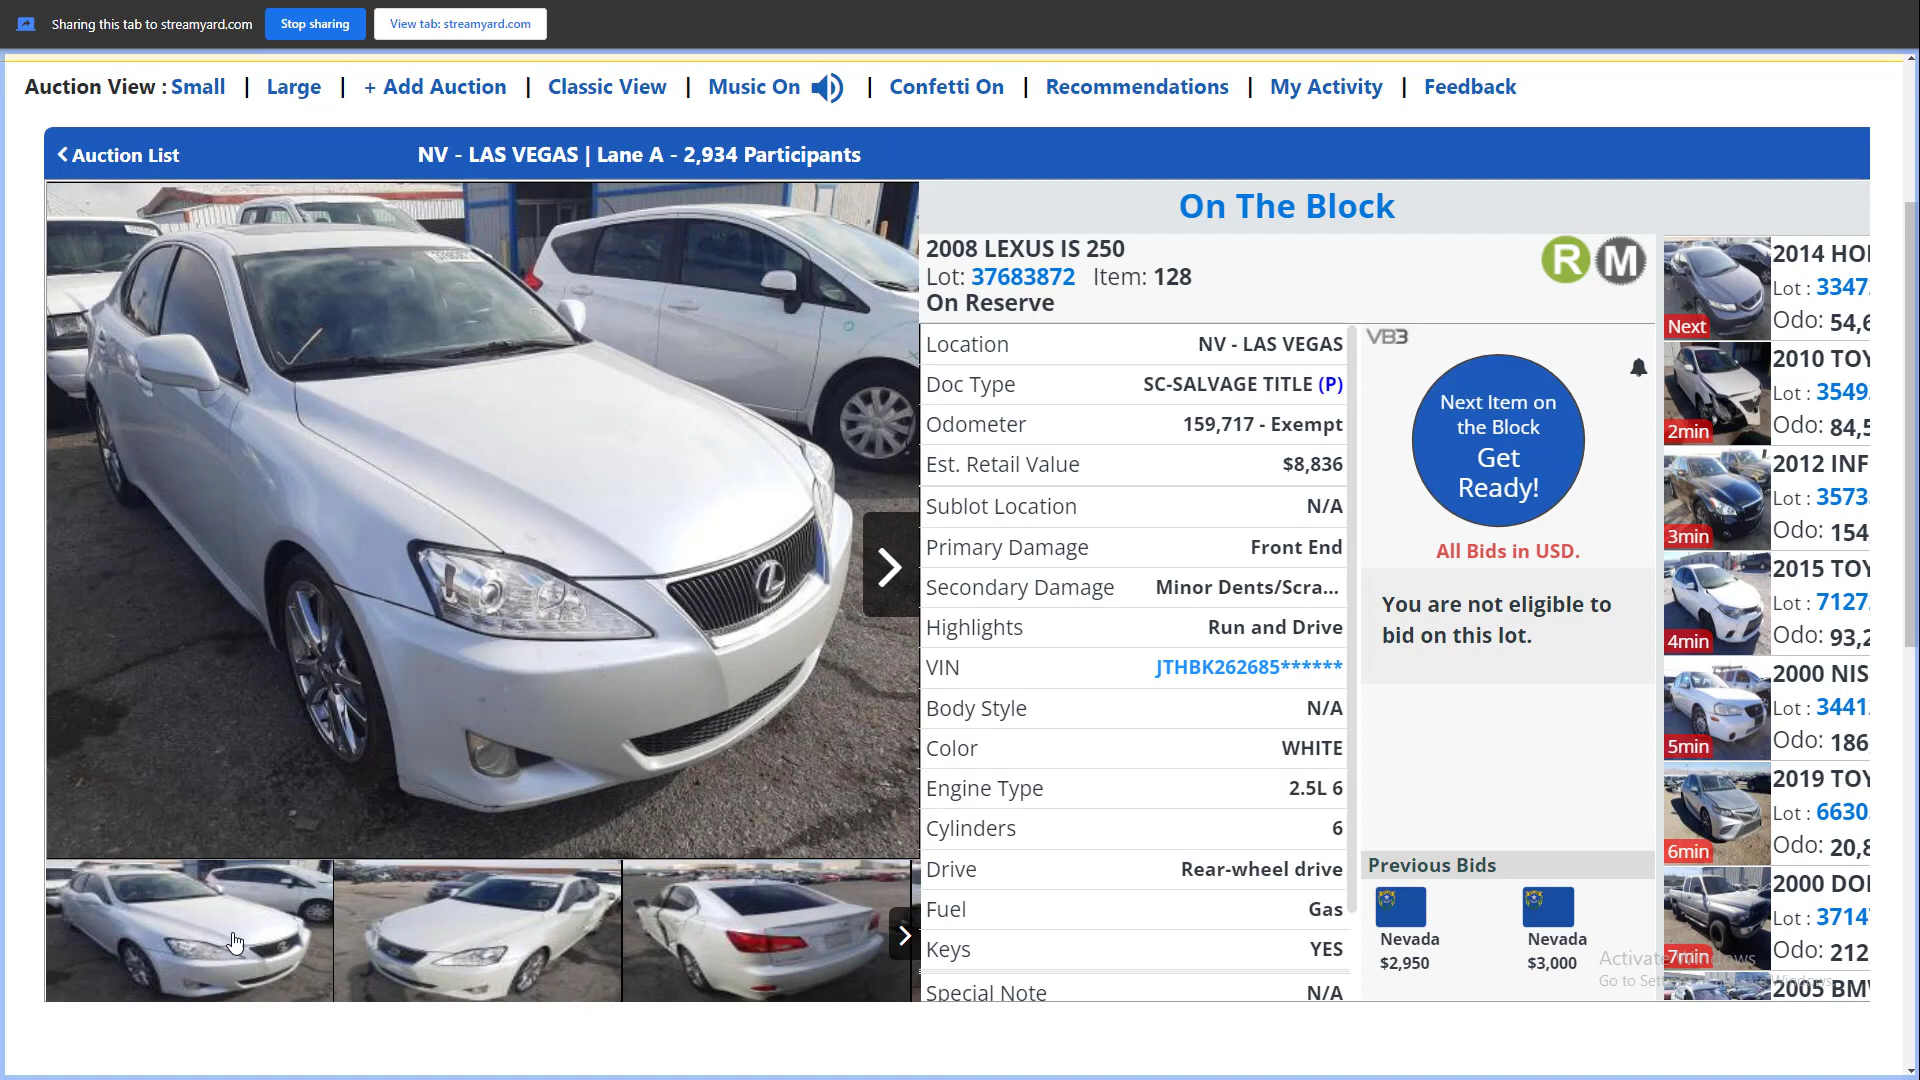 Sharing this tab to streamyard.com
Stop sharing
View tab: streamyard.com
Auction View : Small | Large | + Add Auction | Classic View | Music On | Confetti On | Recommendations | My Activity | Feedback
Auction List
NV - LAS VEGAS | Lane A - 2,934 Participants
On The Block
2008 LEXUS IS 250
Lot: 37683872 Item: 128
On Reserve
R M
Location NV - LAS VEGAS
Doc Type SC-SALVAGE TITLE (P)
Odometer 159,717 - Exempt
Est. Retail Value $8,836
Sublot Location N/A
Primary Damage Front End
Secondary Damage Minor Dents/Scra...
Highlights Run and Drive
VIN JTHBK262685******
Body Style N/A
Color WHITE
Engine Type 2.5L 6
Cylinders 6
Drive Rear-wheel drive
Fuel Gas
Keys YES
Special Note N/A
VB3
Next Item on
the Block
Get
Ready!
All Bids in USD.
You are not eligible to
bid on this lot.
Previous Bids
Nevada
$2,950
Nevada
$3,000
2014 HO
Lot : 3347
Odo: 54,6
Next
2010 TOY
Lot : 3549
Odo: 84,5
2min
2012 INF
Lot : 3573
Odo: 154
3min
2015 TOY
Lot : 7127
Odo: 93,2
4min
2000 NIS
Lot : 3441
Odo: 186
5min
2019 TOY
Lot : 6630
Odo: 20,8
6min
2000 DO
Lot : 3714
Odo: 212
7min
2005 BM
Activate Windows